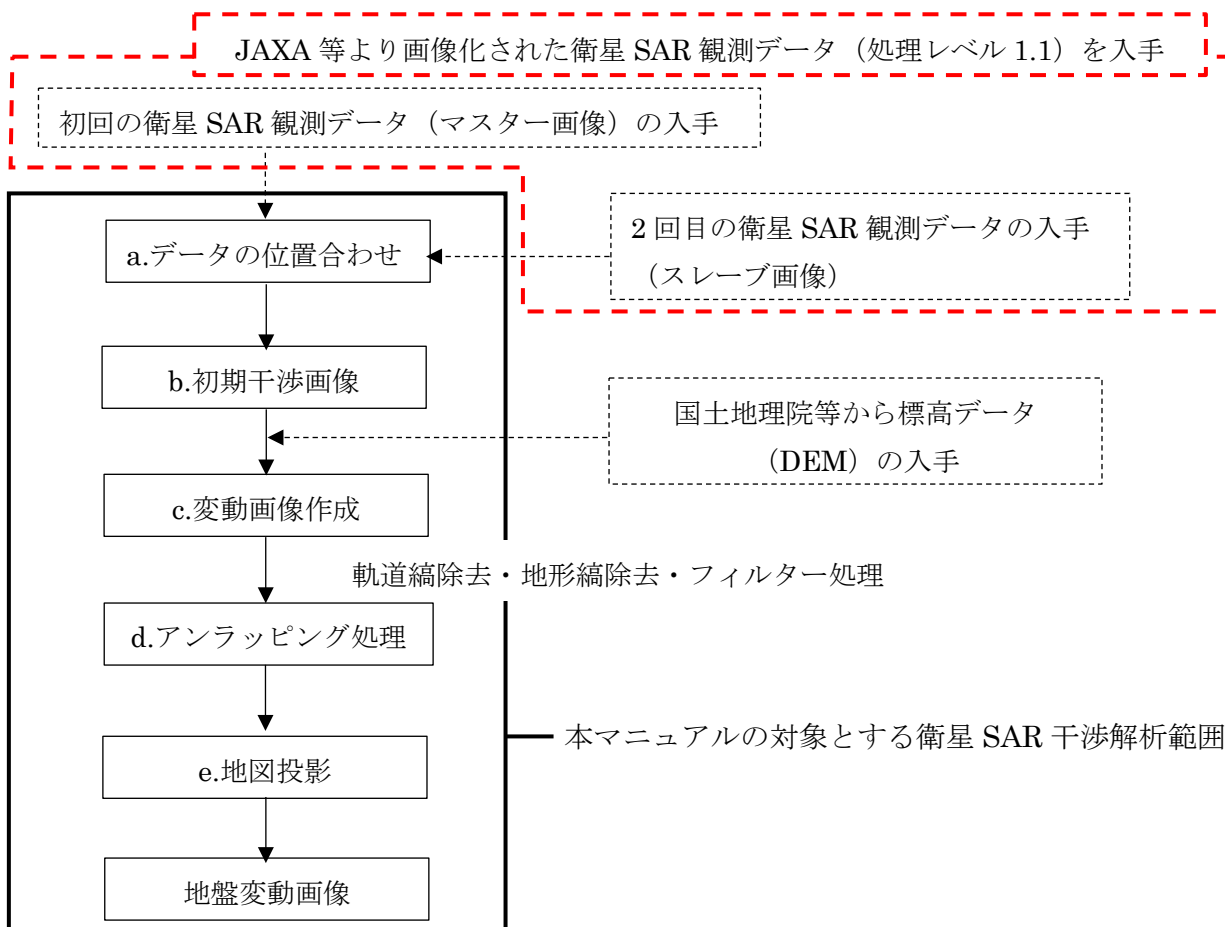 JAXA 等より画像化された衛星 SAR 観測データ（処理レベル 1.1）を入手
初回の衛星 SAR 観測データ（マスター画像）の入手
2 回目の衛星 SAR 観測データの入手
（スレーブ画像）
a.データの位置合わせ
b.初期干渉画像
国土地理院等から標高データ
（DEM）の入手
c.変動画像作成
軌道縞除去・地形縞除去・フィルター処理
d.アンラッピング処理
本マニュアルの対象とする衛星 SAR 干渉解析範囲
e.地図投影
地盤変動画像